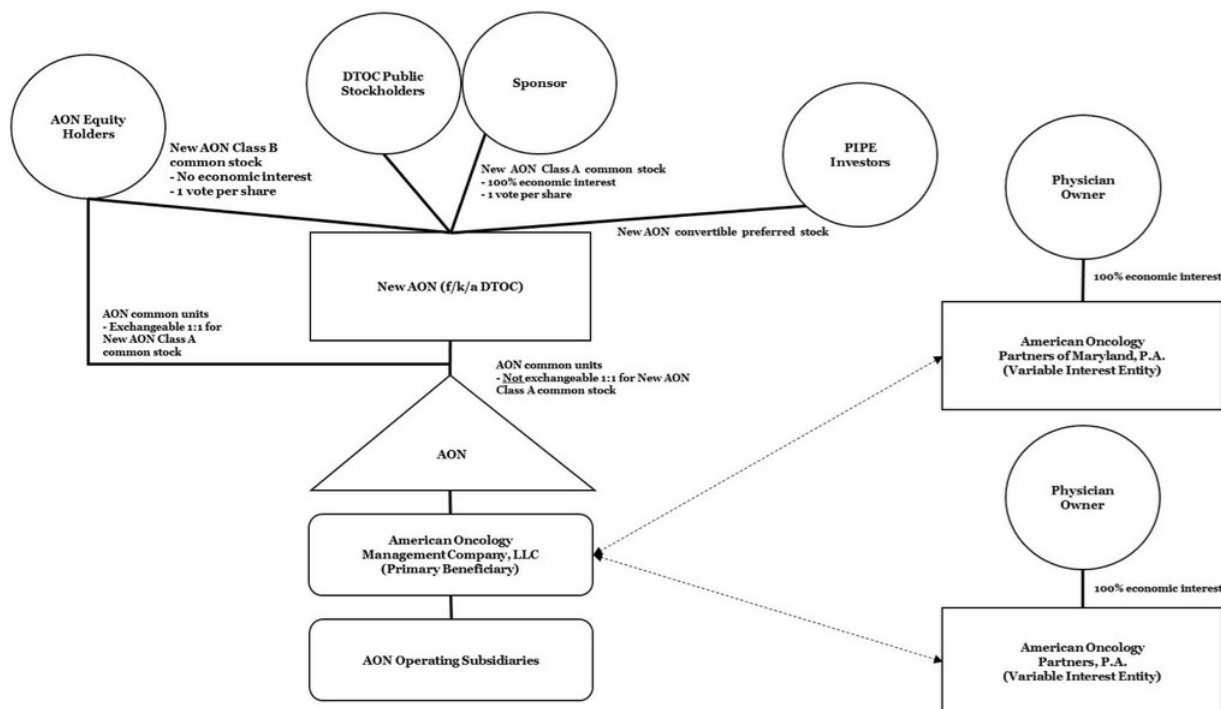 DTOC Public
Stockholders
Sponsor
AON Equity
Holders
New AON Class B
common stock
- No economic interest
- 1 vote per share
New AON Class A common stock
- 100% economic interest
- 1 vote per share
PIPE
Investors
New AON convertible preferred stock
Physician
Owner
100% economic interest
New AON (f/k/a DTOC)
AON common units
- Exchangeable 1:1 for
New AON Class A
common stock
AON common units
- Not exchangeable 1:1 for New AON
Class A common stock
American Oncology
Partners of Maryland, P.A.
(Variable Interest Entity)
AON
Physician
Owner
American Oncology
Management Company, LLC
(Primary Beneficiary)
100% economic interest
AON Operating Subsidiaries
American Oncology
Partners, P.A.
(Variable Interest Entity)